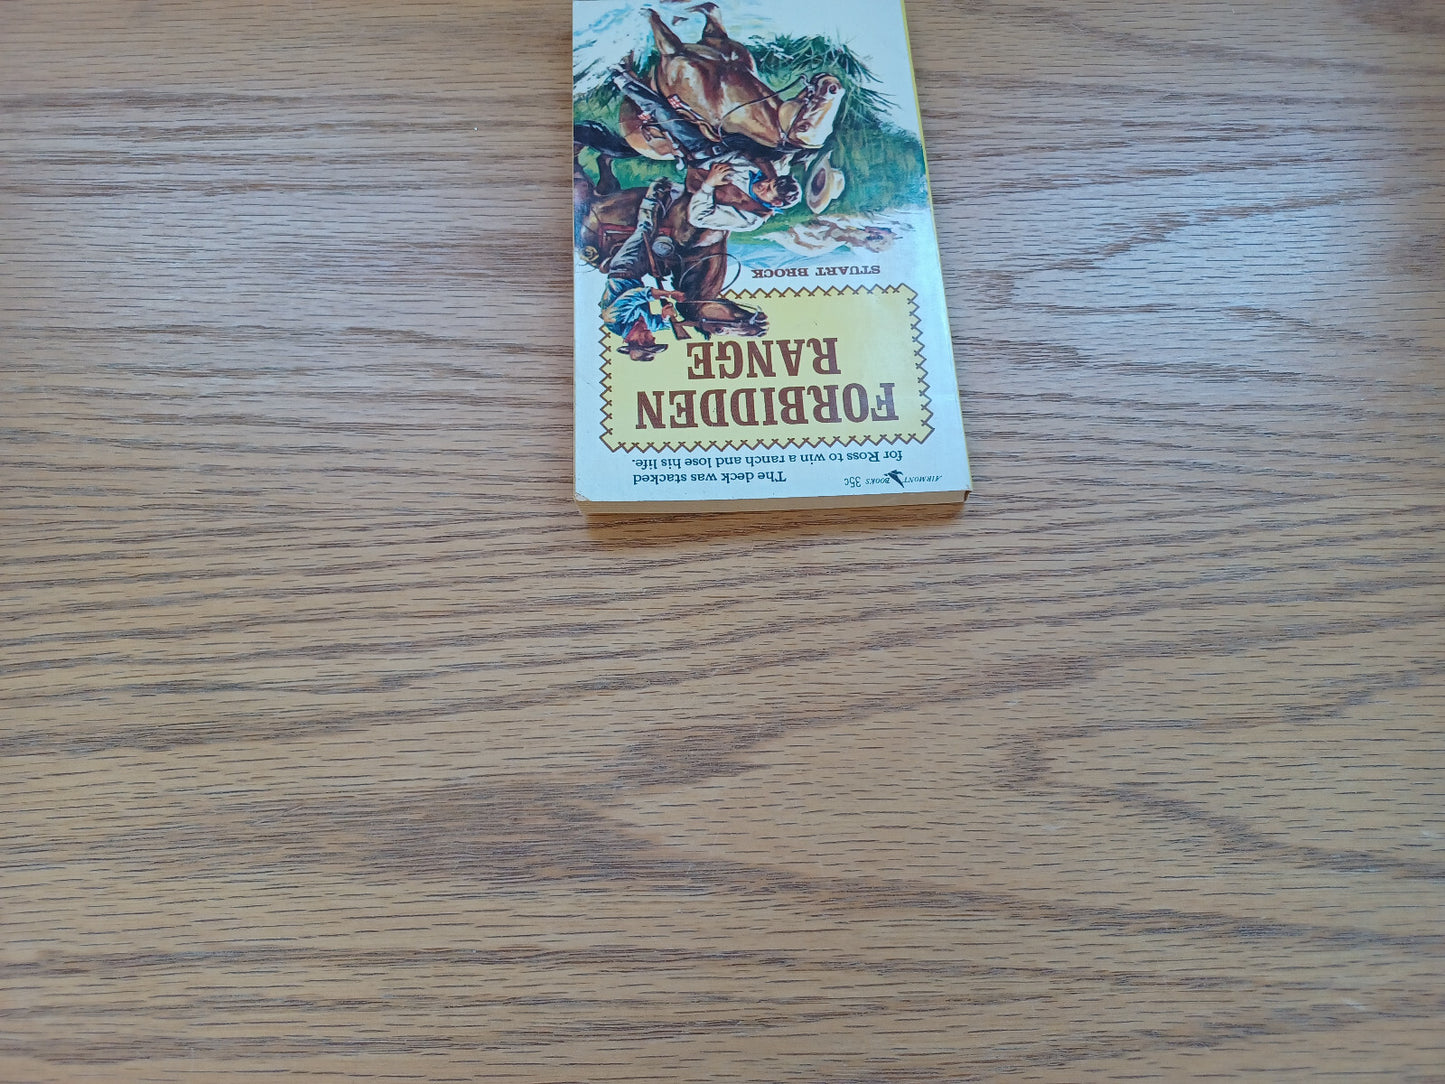 AIRMONT BOOKS 35c
The deck was stacked
for Ross to win a ranch and lose his life.
FORBIDDEN
RANGE
STUART BROCK